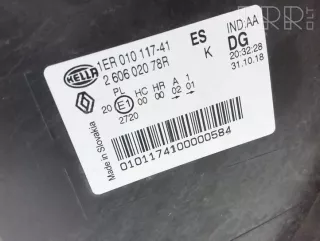 HELLA
1ER 010 117-41
2 606 020 78R
ES
K
IND:AA
DG
20:32:28
31.10.18
PL HC HR A 1
20 E1 00 00 02 01
2720
Made in Slovakia
0101174100000584